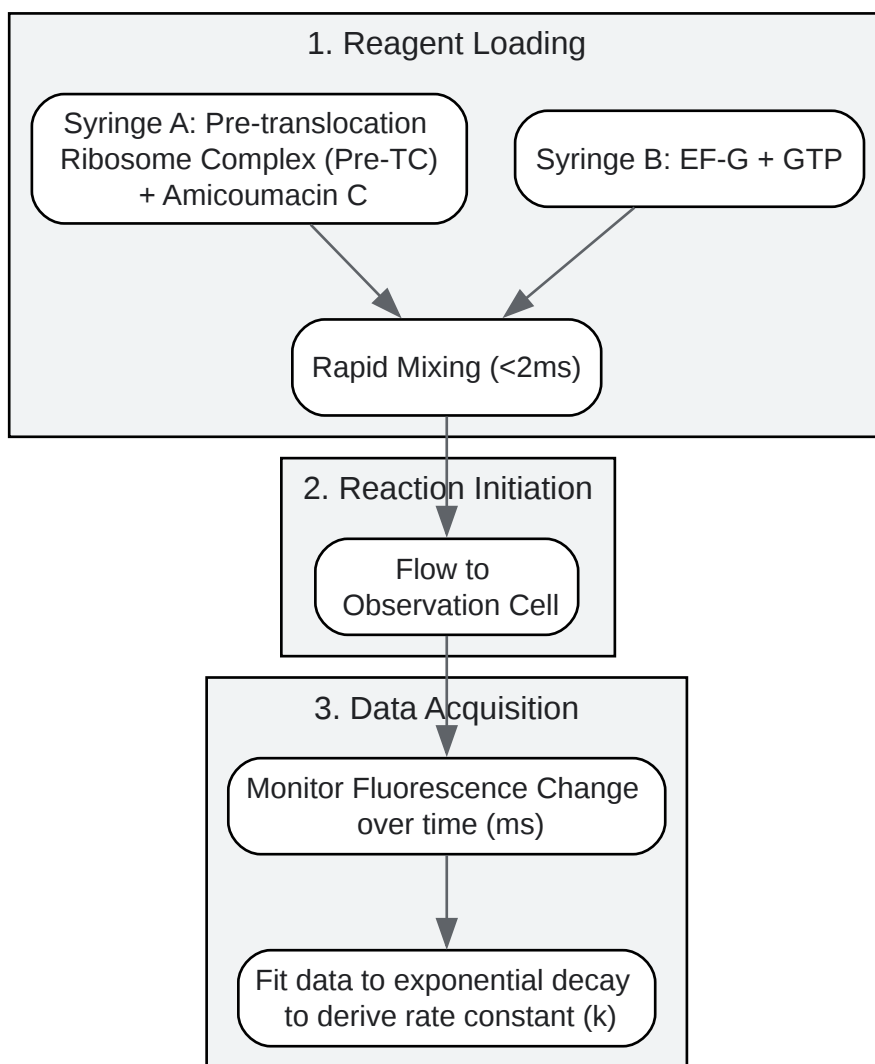 1. Reagent Loading
Syringe A: Pre-translocation
Ribosome Complex (Pre-TC)
+ Amicoumacin C
Syringe B: EF-G + GTP
Rapid Mixing (<2ms)
2. Reaction Initiation
Flow to
Observation Cell
3. Data Acquisition
Monitor Fluorescence Change
over time (ms)
Fit data to exponential decay
to derive rate constant (k)